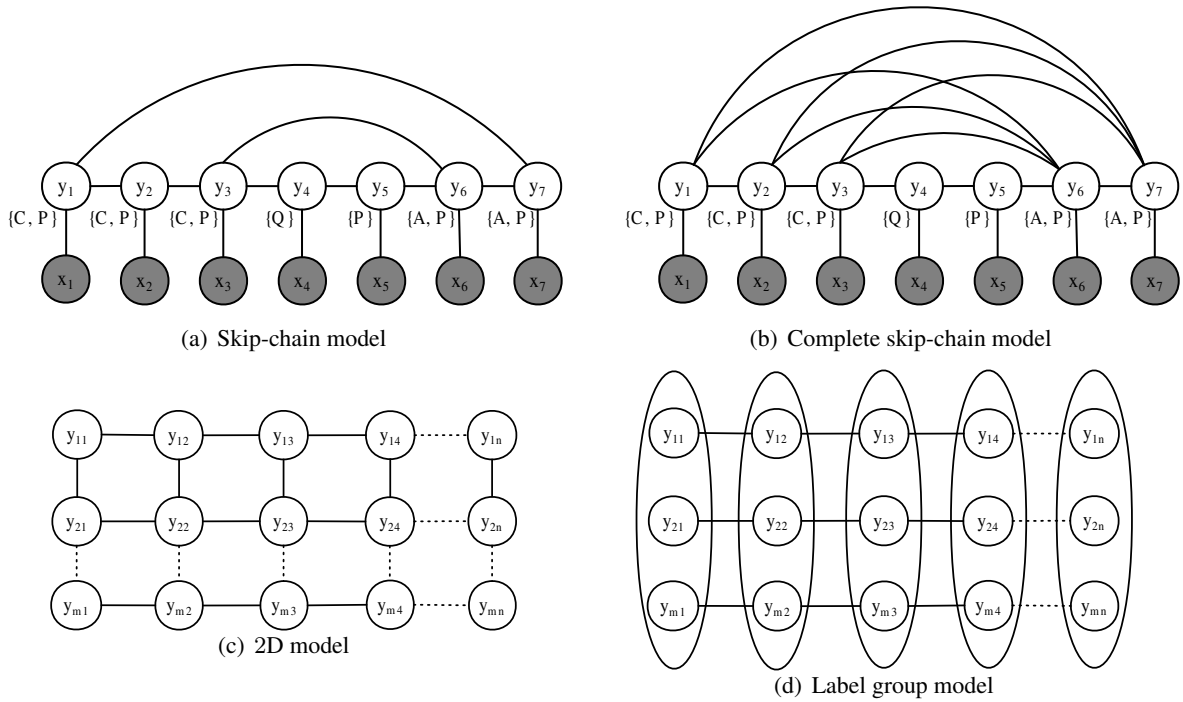 y1 y2 y3 y4 y5 y6 y7
{C, P} {C, P} {C, P} {Q} {P} {A, P} {A, P}
x1 x2 x3 x4 x5 x6 x7
(a) Skip-chain model
y1 y2 y3 y4 y5 y6 y7
{C, P} {C, P} {C, P} {Q} {P} {A, P} {A, P}
x1 x2 x3 x4 x5 x6 x7
(b) Complete skip-chain model
y11 y12 y13 y14 y1n
y21 y22 y23 y24 y2n
ym1 ym2 ym3 ym4 ymn
(c) 2D model
y11 y12 y13 y14 y1n
y21 y22 y23 y24 y2n
ym1 ym2 ym3 ym4 ymn
(d) Label group model